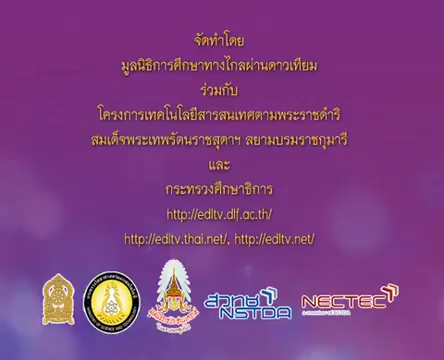 จัดทำโดย
มูลนิธิการศึกษาทางไกลผ่านดาวเทียม
ร่วมกับ
โครงการเทคโนโลยีสารสนเทศตามพระราชดำริ
สมเด็จพระเทพรัตนราชสุดาฯ สยามบรมราชกุมารี
และ
กระทรวงศึกษาธิการ
http://edltv.dlf.ac.th/
http://edltv.thai.net/, http://edltv.net/
สวทช NECTEC
NSTDA a member of NSTDA